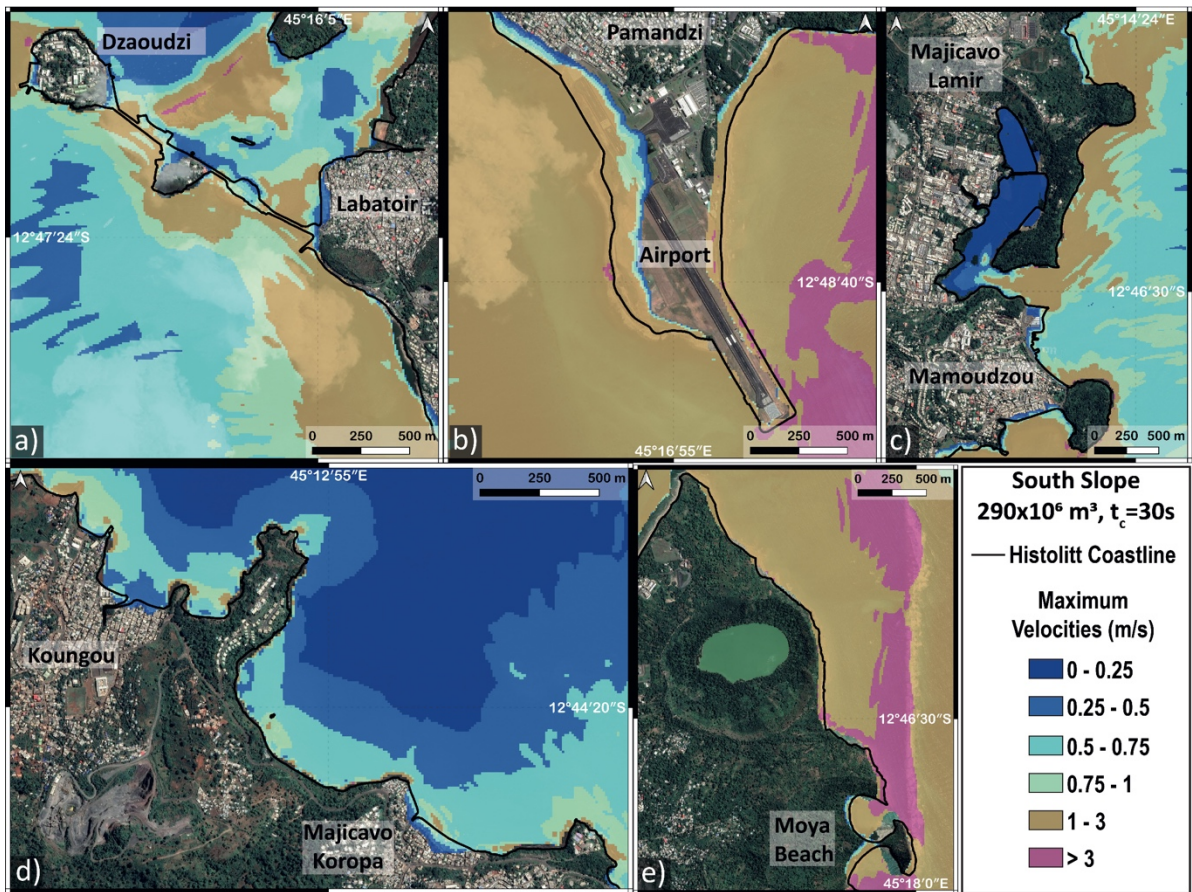 Dzaoudzi
45°16′5″E
Labatoir
12°47′24″S
a)
0 250 500 m
Pamandzi
Airport
12°48′40″S
b)
45°16′55″E
0 250 500 m
45°14′24″E
Majicavo
Lamir
12°46′30″S
Mamoudzou
c)
0 250 500 m
45°12′55″E
0 250 500 m
Koungou
12°44′20″S
Majicavo
Koropa
d)
0 250 500 m
12°46′30″S
Moya
Beach
e)
45°18′0″E
South Slope
290x10⁶ m³, t꜀=30s
Histolitt Coastline
Maximum
Velocities (m/s)
0 - 0.25
0.25 - 0.5
0.5 - 0.75
0.75 - 1
1 - 3
> 3